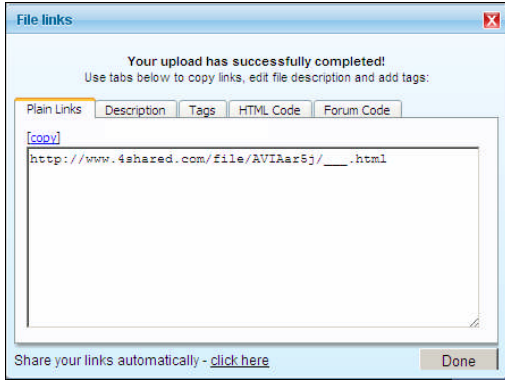 File links
Your upload has successfully completed!
Use tabs below to copy links, edit file description and add tags:
Plain Links Description Tags HTML Code Forum Code
[copy]
http://www.4shared.com/file/AVIAar5j/___.html
Share your links automatically - click here Done